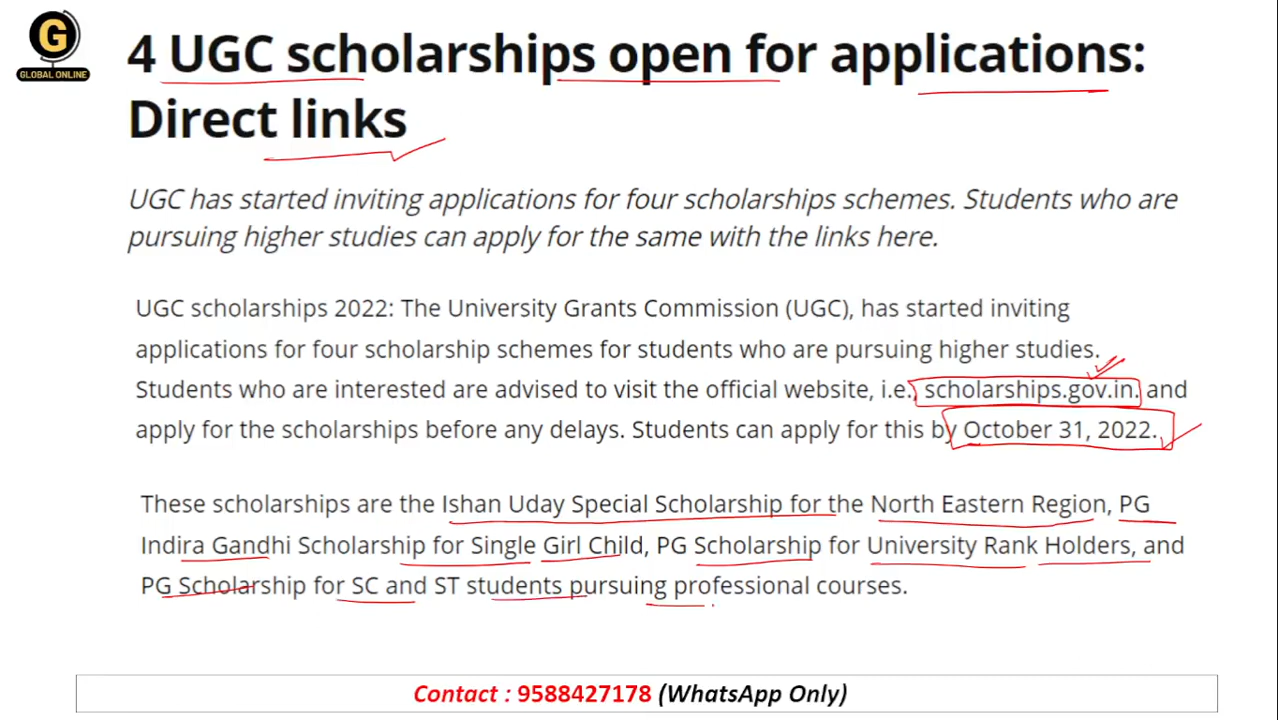 G
GLOBAL ONLINE
4 UGC scholarships open for applications:
Direct links
UGC has started inviting applications for four scholarships schemes. Students who are
pursuing higher studies can apply for the same with the links here.
UGC scholarships 2022: The University Grants Commission (UGC), has started inviting
applications for four scholarship schemes for students who are pursuing higher studies.
Students who are interested are advised to visit the official website, i.e., scholarships.gov.in. and
apply for the scholarships before any delays. Students can apply for this by October 31, 2022.
These scholarships are the Ishan Uday Special Scholarship for the North Eastern Region, PG
Indira Gandhi Scholarship for Single Girl Child, PG Scholarship for University Rank Holders, and
PG Scholarship for SC and ST students pursuing professional courses.
Contact : 9588427178 (WhatsApp Only)